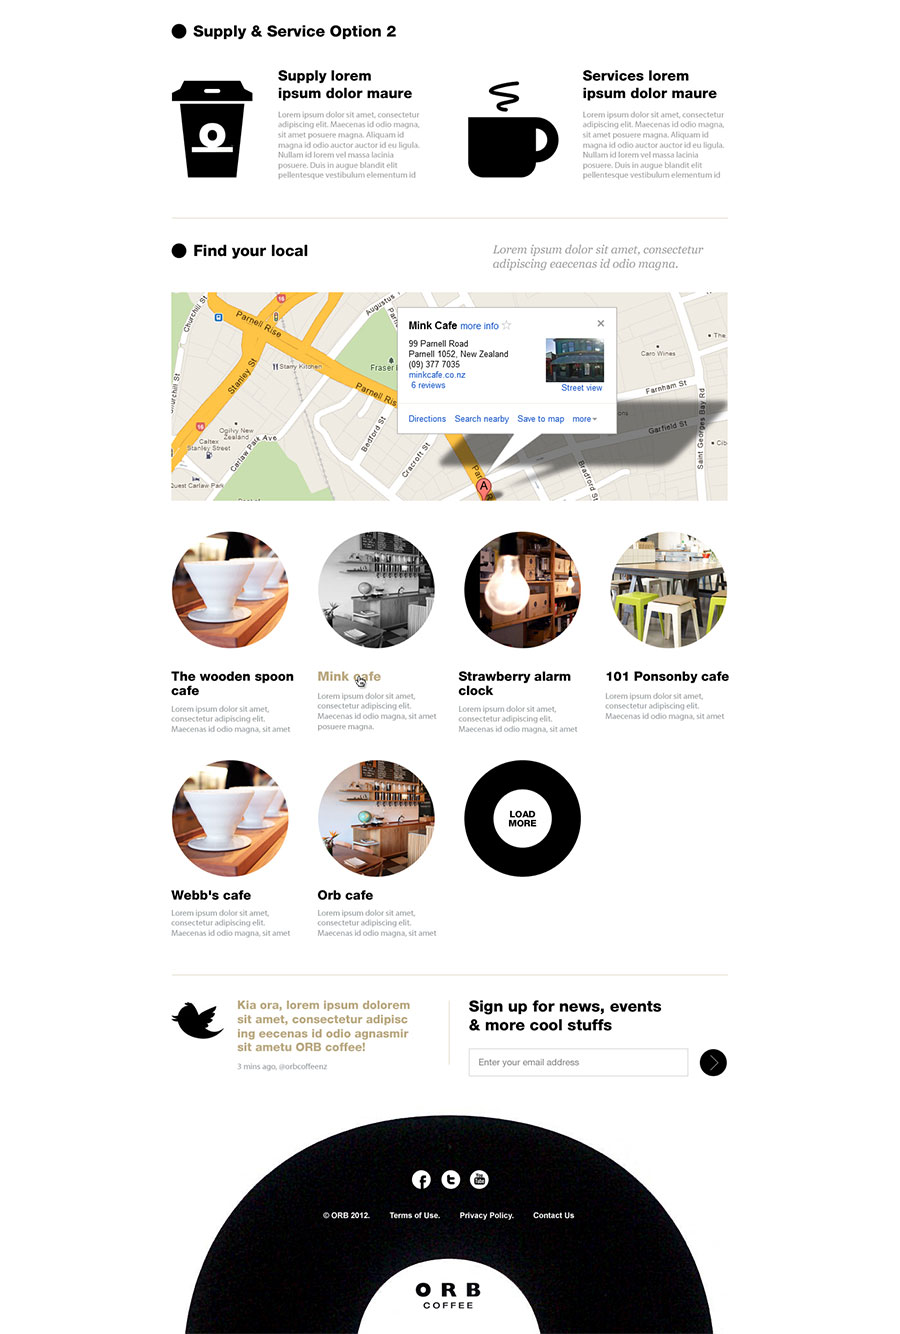 Supply & Service Option 2
Supply lorem
ipsum dolor maure
Lorem ipsum dolor sit amet, consectetur
adipiscing elit. Maecenas id odio magna,
sit amet posuere magna. Aliquam id
magna odio auctor auctor id eu ligula.
Nullam id lorem vel massa lacinia
posuere. Duis in augue blandit elit
pellentesque vestibulum elementum id
Services lorem
ipsum dolor maure
Lorem ipsum dolor sit amet, consectetur
adipiscing elit. Maecenas id odio magna,
sit amet posuere magna. Aliquam id
magna odio auctor auctor id eu ligula.
Nullam id lorem vel massa lacinia
posuere. Duis in augue blandit elit
pellentesque vestibulum elementum id
Find your local
Lorem ipsum dolor sit amet, consectetur
adipiscing eaecenas id odio magna.
Churchill St
16
Parnell Rise
Augustus
Stanley St
Starry Kitchen
Fraser
Parnell Ris
Churchill St
16
Ogilvy New
Zealand
Caltex
Stanley Street
Carlaw Park Ave
Bedford St
Cracroft St
Quest Carlaw Park
Mink Cafe more info
99 Parnell Road
Parnell 1052, New Zealand
(09) 377 7035
minkcafe.co.nz
6 reviews
Street view
Directions Search nearby Save to map more
The
Caro Wines
Farnham St
Garfield St
Saint Georges Bay Rd
Cib
Bradford St
A
The wooden spoon
cafe
Lorem ipsum dolor sit amet,
consectetur adipiscing elit.
Maecenas id odio magna, sit amet
Mink cafe
Lorem ipsum dolor sit amet,
consectetur adipiscing elit.
Maecenas id odio magna, sit amet
posuere magna.
Strawberry alarm
clock
Lorem ipsum dolor sit amet,
consectetur adipiscing elit.
Maecenas id odio magna, sit amet
101 Ponsonby cafe
Lorem ipsum dolor sit amet,
consectetur adipiscing elit.
Maecenas id odio magna, sit amet
Webb's cafe
Lorem ipsum dolor sit amet,
consectetur adipiscing elit.
Maecenas id odio magna, sit amet
Orb cafe
Lorem ipsum dolor sit amet,
consectetur adipiscing elit.
Maecenas id odio magna, sit amet
LOAD
MORE
Kia ora, lorem ipsum dolorem
sit amet, consectetur adipisc
ing eecenas id odio agnasmir
sit ametu ORB coffee!
3 mins ago, @orbcoffeenz
Sign up for news, events
& more cool stuffs
Enter your email address
You
Tube
© ORB 2012. Terms of Use. Privacy Policy. Contact Us
ORB
COFFEE